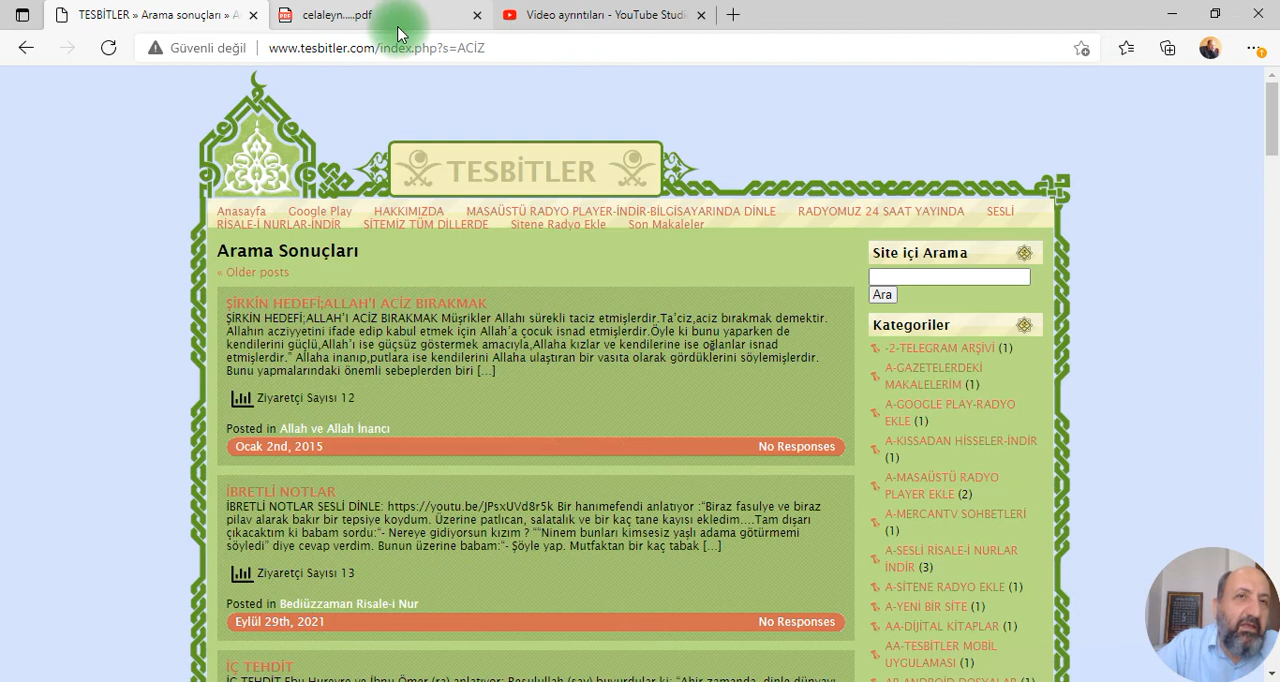 TESBİTLER » Arama sonuçları » A
celaleyn.....pdf
Video ayrıntıları - YouTube Studi
Güvenli değil
www.tesbitler.com/index.php?s=ACİZ
TESBİTLER
Anasayfa Google Play HAKKIMIZDA MASAÜSTÜ RADYO PLAYER-İNDİR-BİLGİSAYARINDA DİNLE RADYOMUZ 24 SAAT YAYINDA SESLİ
RİSALE-İ NURLAR-İNDİR SİTEMİZ TÜM DİLLERDE Sitene Radyo Ekle Son Makaleler
Arama Sonuçları
« Older posts
ŞİRKİN HEDEFİ;ALLAH'I ACİZ BIRAKMAK
ŞİRKİN HEDEFİ;ALLAH’I ACİZ BIRAKMAK Müşrikler Allahı sürekli taciz etmişlerdir.Ta’ciz,aciz bırakmak demektir.
Allahın acziyyetini ifade edip kabul etmek için Allah’a çocuk isnad etmişlerdir.Öyle ki bunu yaparken de
kendilerini güçlü,Allah’ı ise güçsüz göstermek amacıyla,Allaha kızlar ve kendilerine ise oğlanlar isnad
etmişlerdir.” Allaha inanıp,putlara ise kendilerini Allaha ulaştıran bir vasıta olarak gördüklerini söylemişlerdir.
Bunu yapmalarındaki önemli sebeplerden biri [...]
Ziyaretçi Sayısı 12
Posted in Allah ve Allah İnancı
Ocak 2nd, 2015 No Responses
İBRETLİ NOTLAR
İBRETLİ NOTLAR SESLİ DİNLE: https://youtu.be/JPsxUVd8r5k Bir hanımefendi anlatıyor :“Biraz fasulye ve biraz
pilav alarak bakır bir tepsiye koydum. Üzerine patlıcan, salatalık ve bir kaç tane kayısı ekledim....Tam dışarı
çıkacaktım ki babam sordu:“- Nereye gidiyorsun kızım ? ““Ninem bunları kimsesiz yaşlı adama götürmemi
söyledi” diye cevap verdim. Bunun üzerine babam:“- Şöyle yap. Mutfaktan bir kaç tabak [...]
Ziyaretçi Sayısı 13
Posted in Bediüzzaman Risale-i Nur
Eylül 29th, 2021 No Responses
İÇ TEHDİT
İÇ TEHDİT Ebu Hureyre ve İbnu Ömer (ra) anlatıyor: Resulullah (sav) buyurdular ki: “Ahir zamanda, dinle dünyayı
Site içi Arama
Ara
Kategoriler
-2-TELEGRAM ARŞİVİ (1)
A-GAZETELERDEKİ
MAKALELERİM (1)
A-GOOGLE PLAY-RADYO
EKLE (1)
A-KISSADAN HİSSELER-İNDİR
(1)
A-MASAÜSTÜ RADYO
PLAYER EKLE (2)
A-MERCANTV SOHBETLERİ
(1)
A-SESLİ RİSALE-İ NURLAR
İNDİR (3)
A-SİTENE RADYO EKLE (1)
A-YENİ BİR SİTE (1)
AA-DİJİTAL KİTAPLAR (1)
AA-TESBİTLER MOBİL
UYGULAMASI (1)